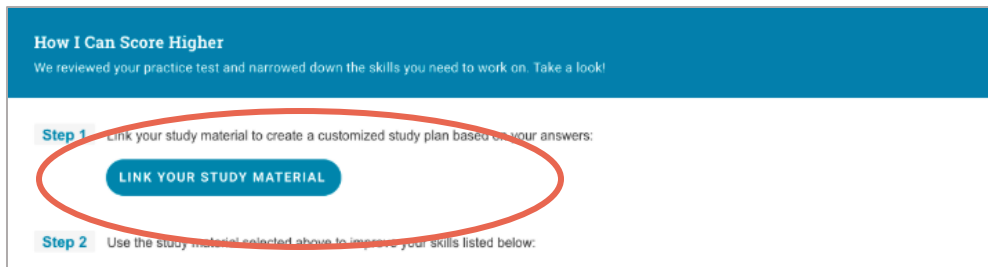 How I Can Score Higher
We reviewed your practice test and narrowed down the skills you need to work on. Take a look!
Step 1 Link your study material to create a customized study plan based on your answers:
LINK YOUR STUDY MATERIAL
Step 2 Use the study material selected above to improve your skills listed below: